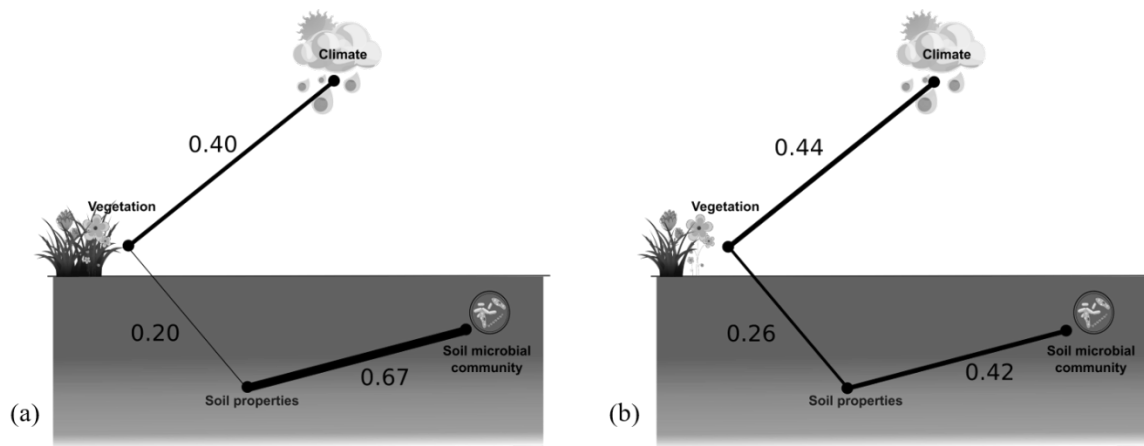 Climate
0.40
Vegetation
0.20
Soil microbial
community
0.67
Soil properties
(a)
Climate
0.44
Vegetation
0.26
Soil microbial
community
0.42
Soil properties
(b)